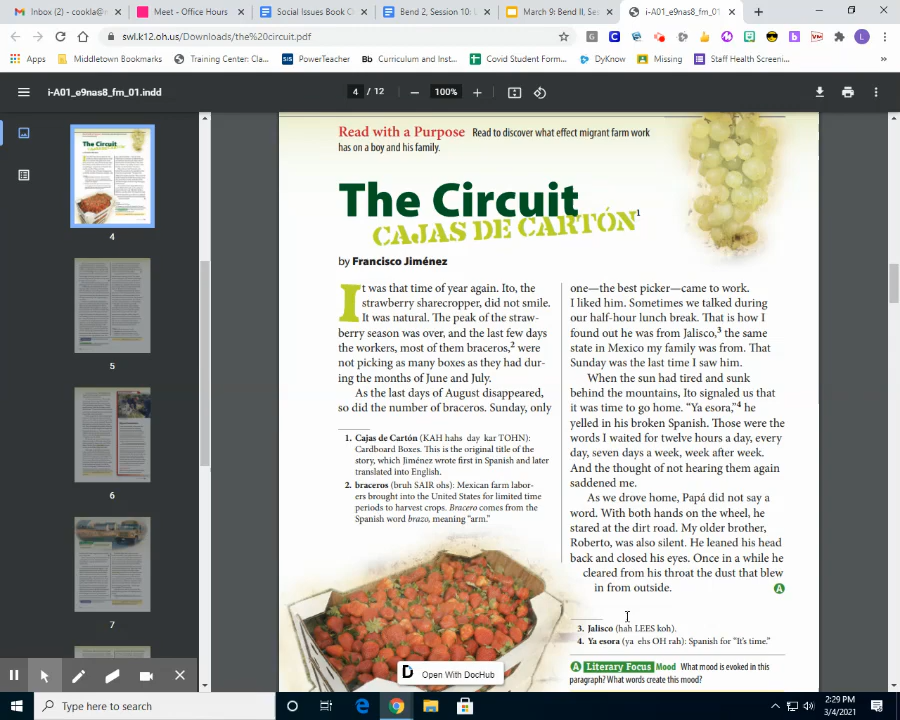 Inbox (2) - cookla@m
Meet - Office Hours
Social Issues Book C
Bend 2, Session 10: L
March 9: Bend II, Ses
i-A01_e9nas8_fm_01
swl.k12.oh.us/Downloads/the%20circuit.pdf
Apps
Middletown Bookmarks
Training Center: Cla...
SIS PowerTeacher
Bb Curriculum and Inst...
Covid Student Form...
DyKnow
Missing
Staff Health Screeni...
i-A01_e9nas8_fm_01.indd
4 / 12
100%
4
5
6
7
Read with a Purpose Read to discover what effect migrant farm work
has on a boy and his family.
The Circuit
CAJAS DE CARTÓN1
by Francisco Jiménez
It was that time of year again. Ito, the
strawberry sharecropper, did not smile.
It was natural. The peak of the straw-
berry season was over, and the last few days
the workers, most of them braceros,2 were
not picking as many boxes as they had dur-
ing the months of June and July.
As the last days of August disappeared,
so did the number of braceros. Sunday, only
1. Cajas de Cartón (KAH hahs day kar TOHN):
Cardboard Boxes. This is the original title of the
story, which Jiménez wrote first in Spanish and later
translated into English.
2. braceros (bruh SAIR ohs): Mexican farm labor-
ers brought into the United States for limited time
periods to harvest crops. Bracero comes from the
Spanish word brazo, meaning "arm."
one—the best picker—came to work.
I liked him. Sometimes we talked during
our half-hour lunch break. That is how I
found out he was from Jalisco,3 the same
state in Mexico my family was from. That
Sunday was the last time I saw him.
When the sun had tired and sunk
behind the mountains, Ito signaled us that
it was time to go home. "Ya esora,"4 he
yelled in his broken Spanish. Those were the
words I waited for twelve hours a day, every
day, seven days a week, week after week.
And the thought of not hearing them again
saddened me.
As we drove home, Papá did not say a
word. With both hands on the wheel, he
stared at the dirt road. My older brother,
Roberto, was also silent. He leaned his head
back and closed his eyes. Once in a while he
cleared from his throat the dust that blew
in from outside.
A
3. Jalisco (hah LEES koh).
4. Ya esora (ya ehs OH rah): Spanish for "It's time."
A Literary Focus Mood What mood is evoked in this
paragraph? What words create this mood?
D Open With DocHub
Type here to search
2:29 PM
3/4/2021